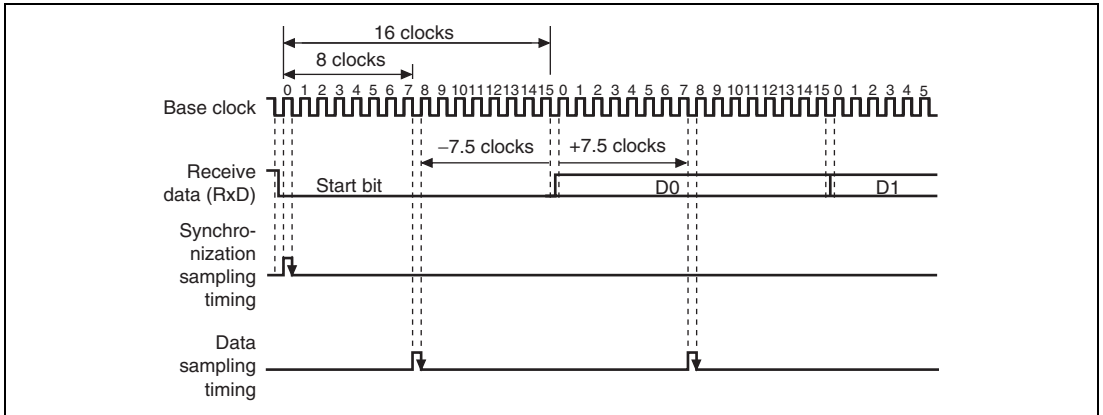 16 clocks
8 clocks
0 1 2 3 4 5 6 7 8 9 10 11 12 13 14 15 0 1 2 3 4 5 6 7 8 9 10 11 12 13 14 15 0 1 2 3 4 5
Base clock
–7.5 clocks
+7.5 clocks
Receive
data (RxD)
Start bit
D0
D1
Synchro-
nization
sampling
timing
Data
sampling
timing